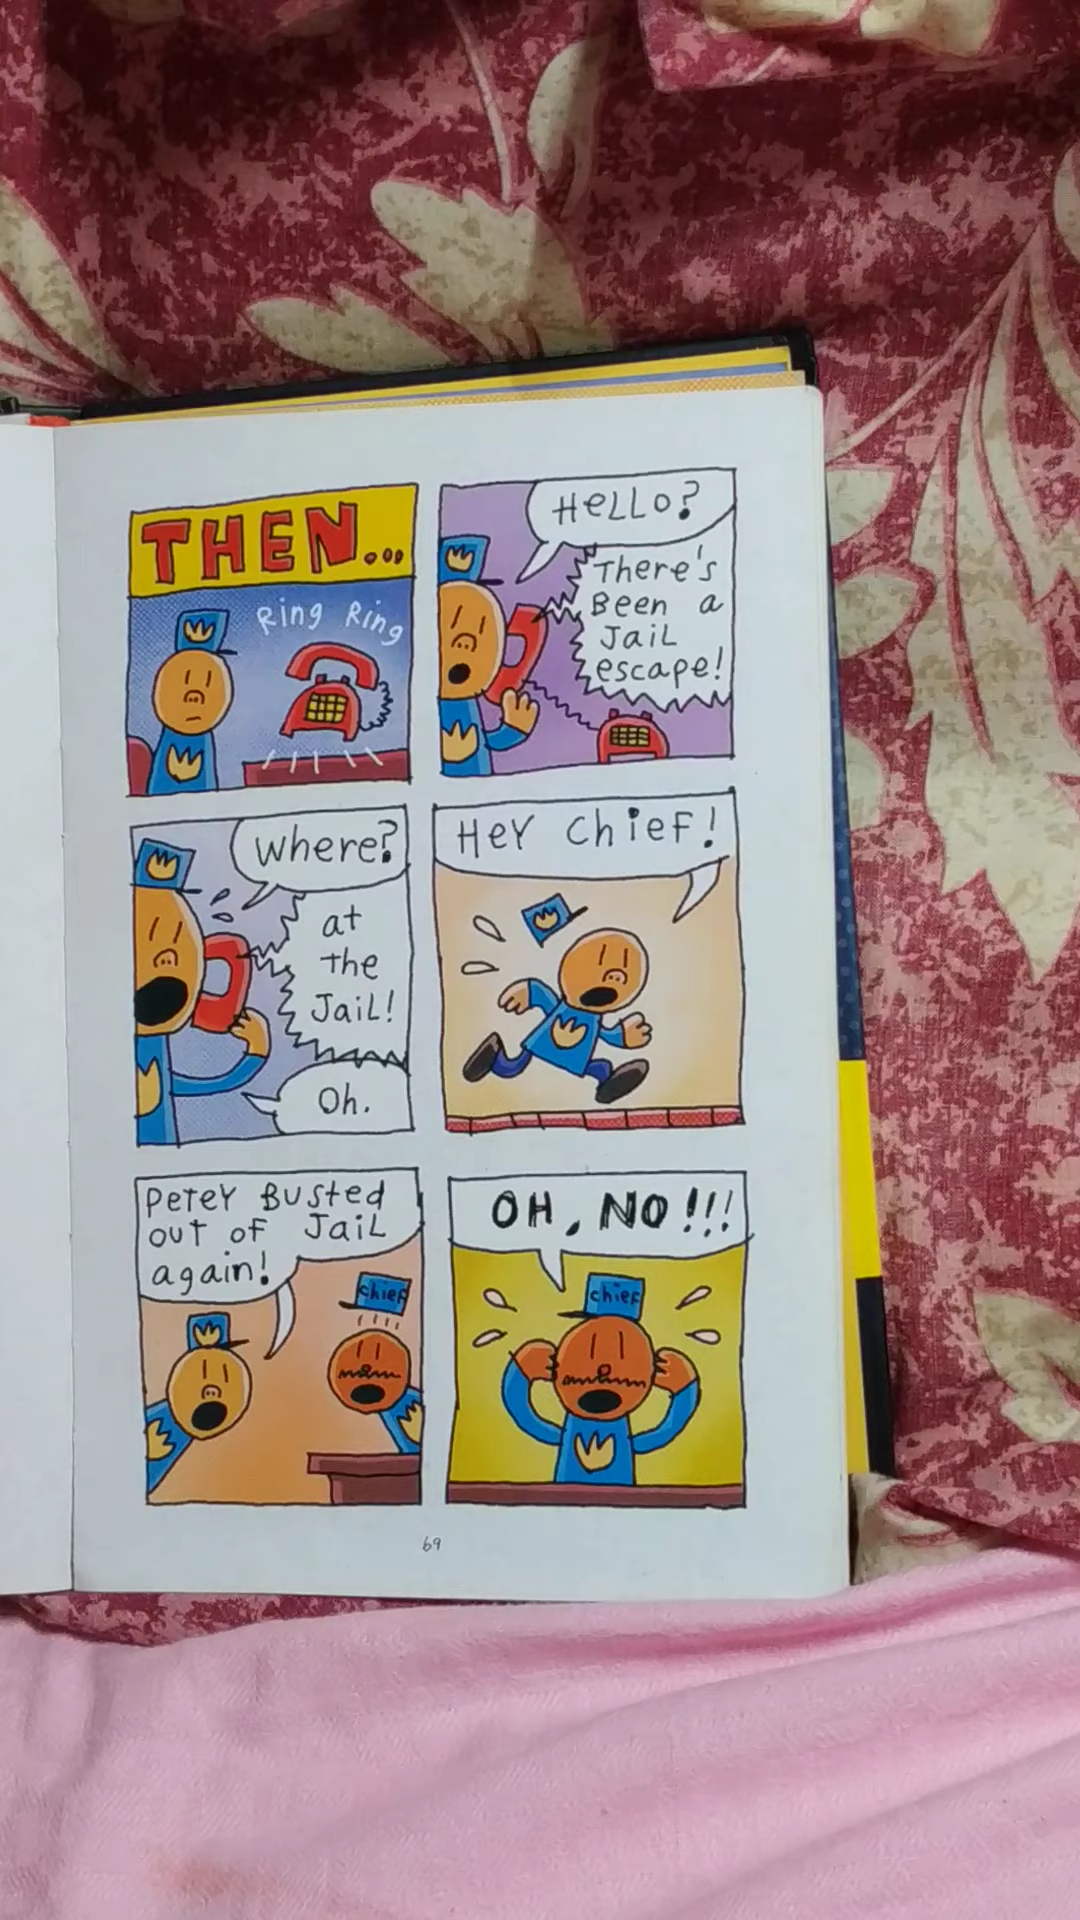 THEN...
Ring Ring
HeLLo?
There's
Been a
JaiL
escape!
where?
at
the
JaiL!
Oh.
HeY chieF!
PeTeY Busted
ouT oF JaiL
again!
chieF
OH, NO!!!
chieF
69